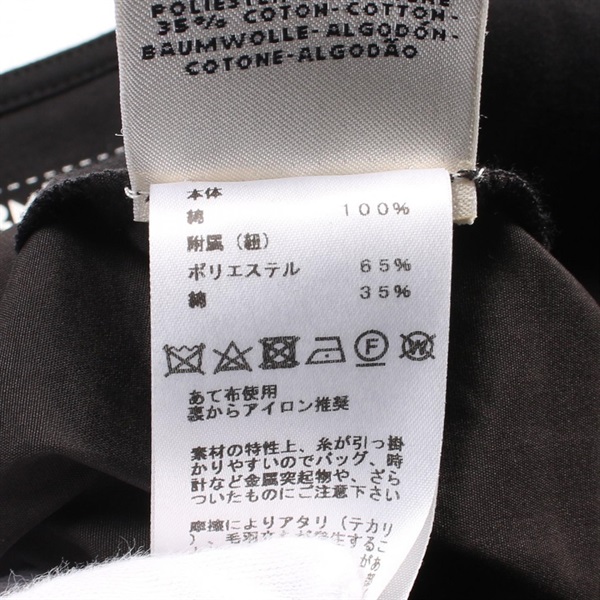 35% COTON-COTTON-
BAUMWOLLE-ALGODÓN-
COTONE-ALGODÃO
本体
綿 100%
附属(紐)
ポリエステル 65%
綿 35%
F
W
あて布使用
裏からアイロン推奨
素材の特性上、糸が引っ掛
かりやすいのでバッグ、時
計など金属突起物や、ざら
ついたものにご注意下さい
摩擦によりアタリ(テカリ